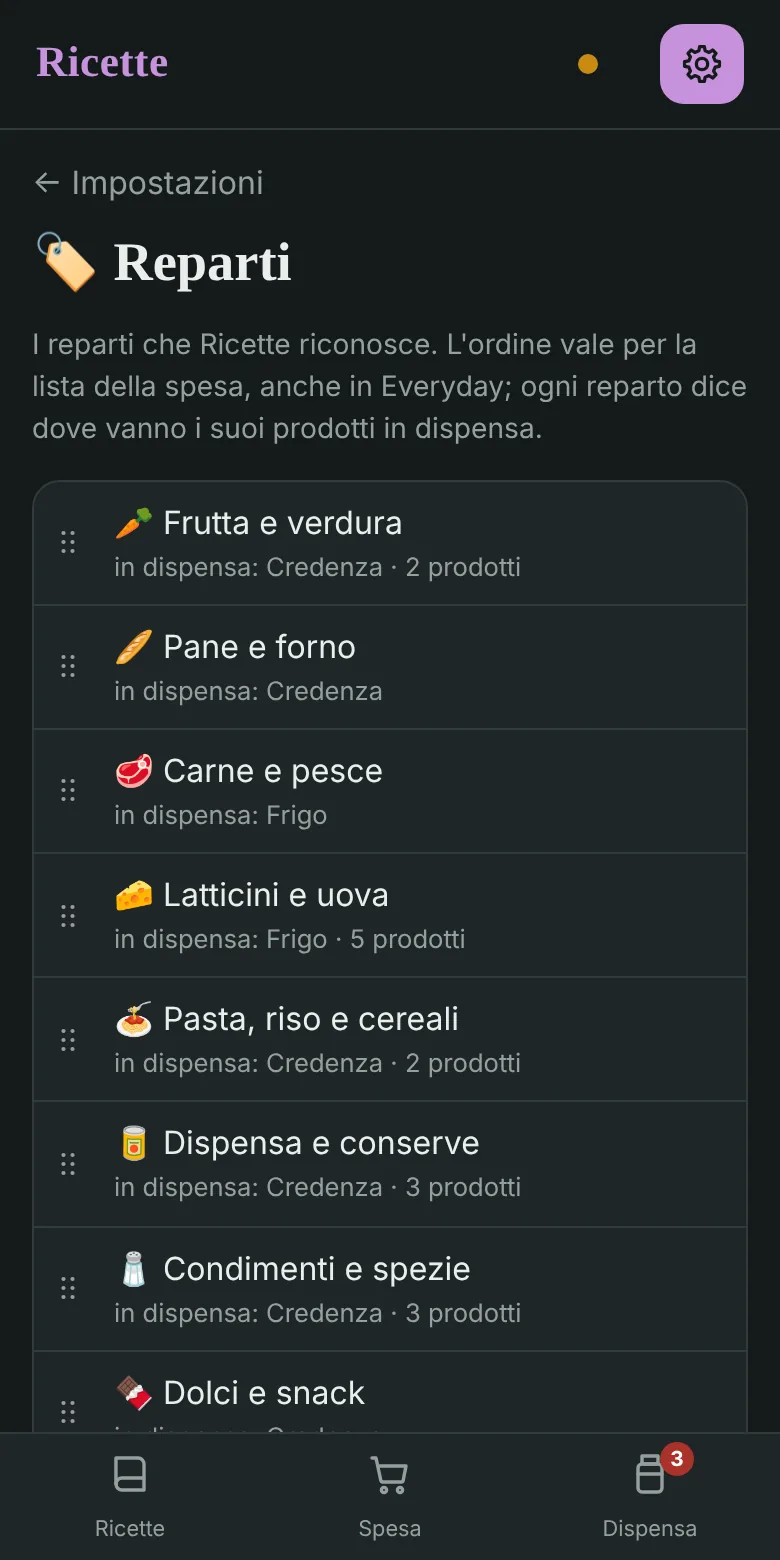 Ricette
← Impostazioni
🏷️ Reparti
I reparti che Ricette riconosce. L'ordine vale per la
lista della spesa, anche in Everyday; ogni reparto dice
dove vanno i suoi prodotti in dispensa.
🥕 Frutta e verdura
in dispensa: Credenza · 2 prodotti
🥖 Pane e forno
in dispensa: Credenza
🥩 Carne e pesce
in dispensa: Frigo
🧀 Latticini e uova
in dispensa: Frigo · 5 prodotti
🍝 Pasta, riso e cereali
in dispensa: Credenza · 2 prodotti
🥫 Dispensa e conserve
in dispensa: Credenza · 3 prodotti
🧂 Condimenti e spezie
in dispensa: Credenza · 3 prodotti
🍫 Dolci e snack
3
Ricette
Spesa
Dispensa